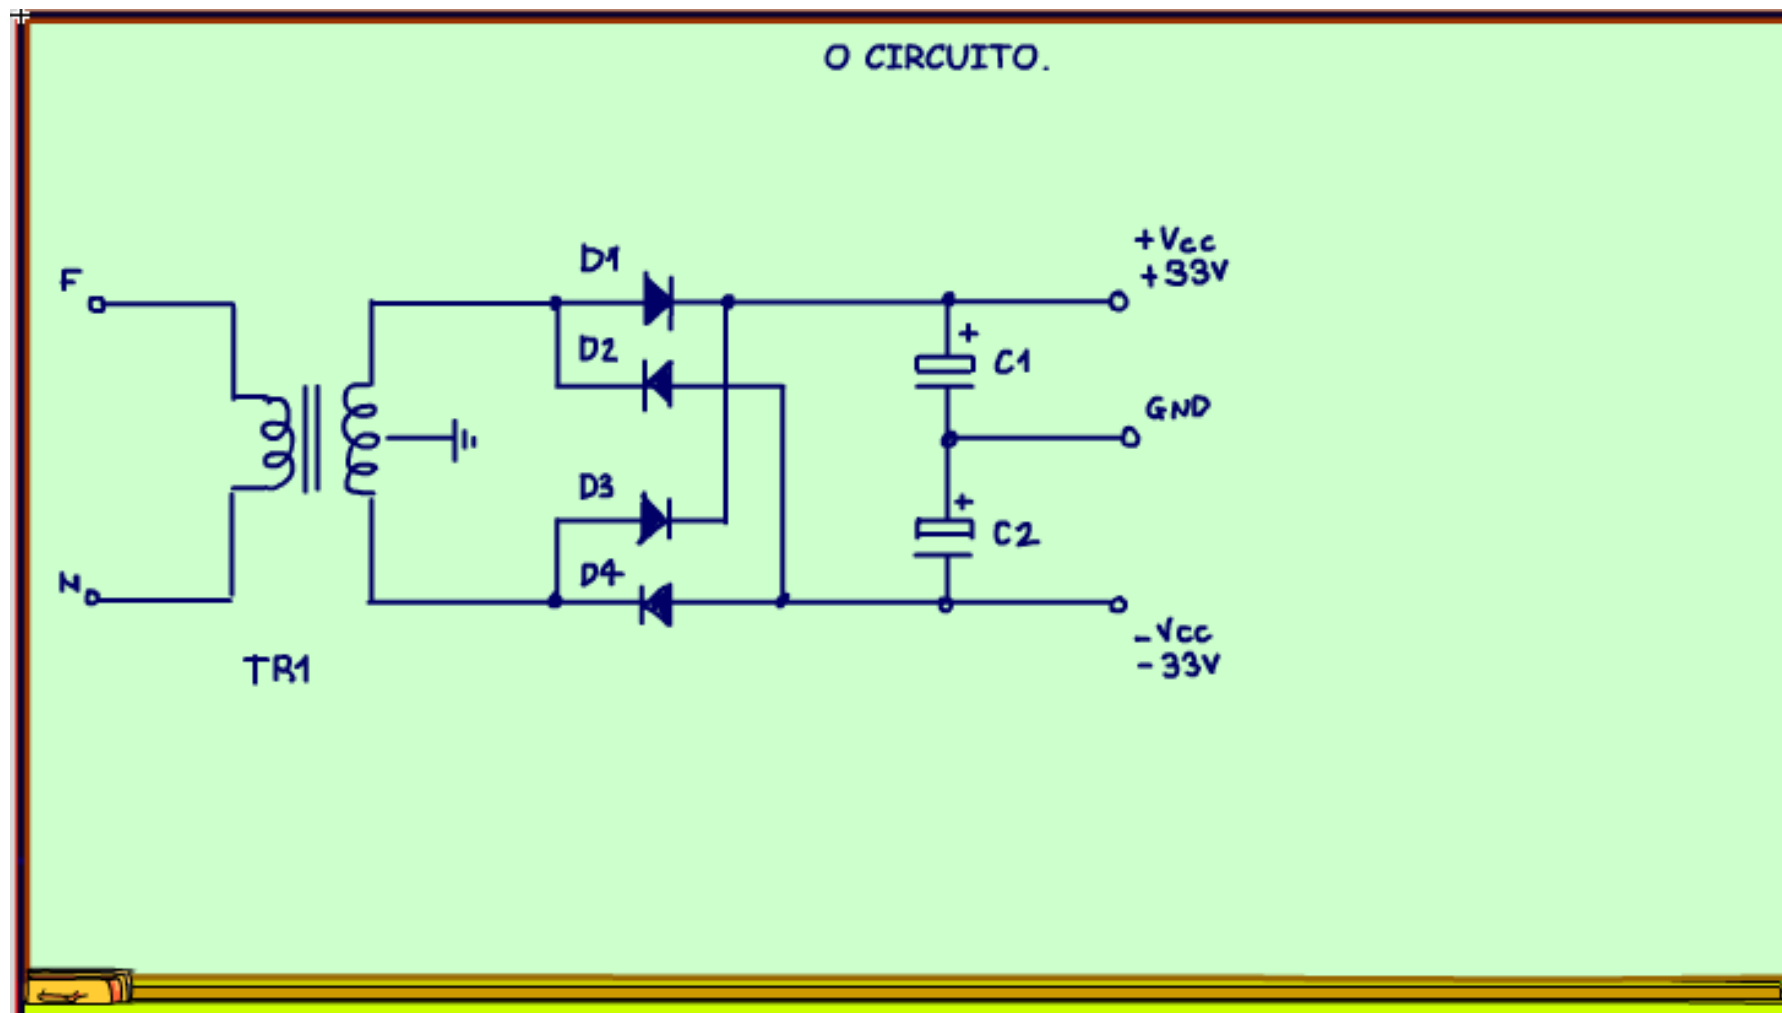 O CIRCUITO.
+Vcc
+33V
D1
F
D2
C1
GND
D3
C2
D4
N
-Vcc
-33V
TR1